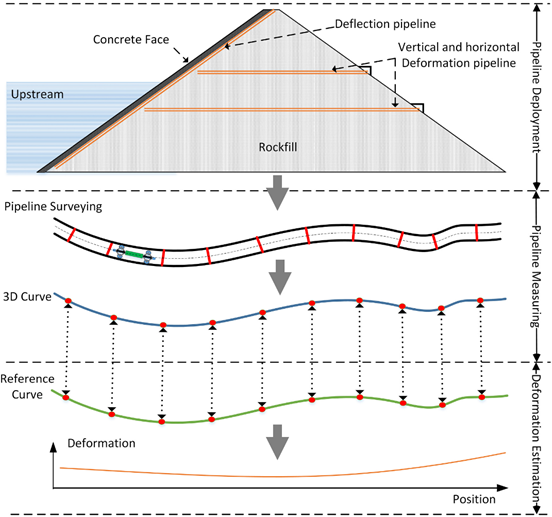 Deflection pipeline
Concrete Face
Vertical and horizontal
Deformation pipeline
Upstream
Rockfill
Pipeline Deployment
Pipeline Surveying
3D Curve
Pipeline Measuring
Reference
Curve
Deformation
Position
Deformation Estimation